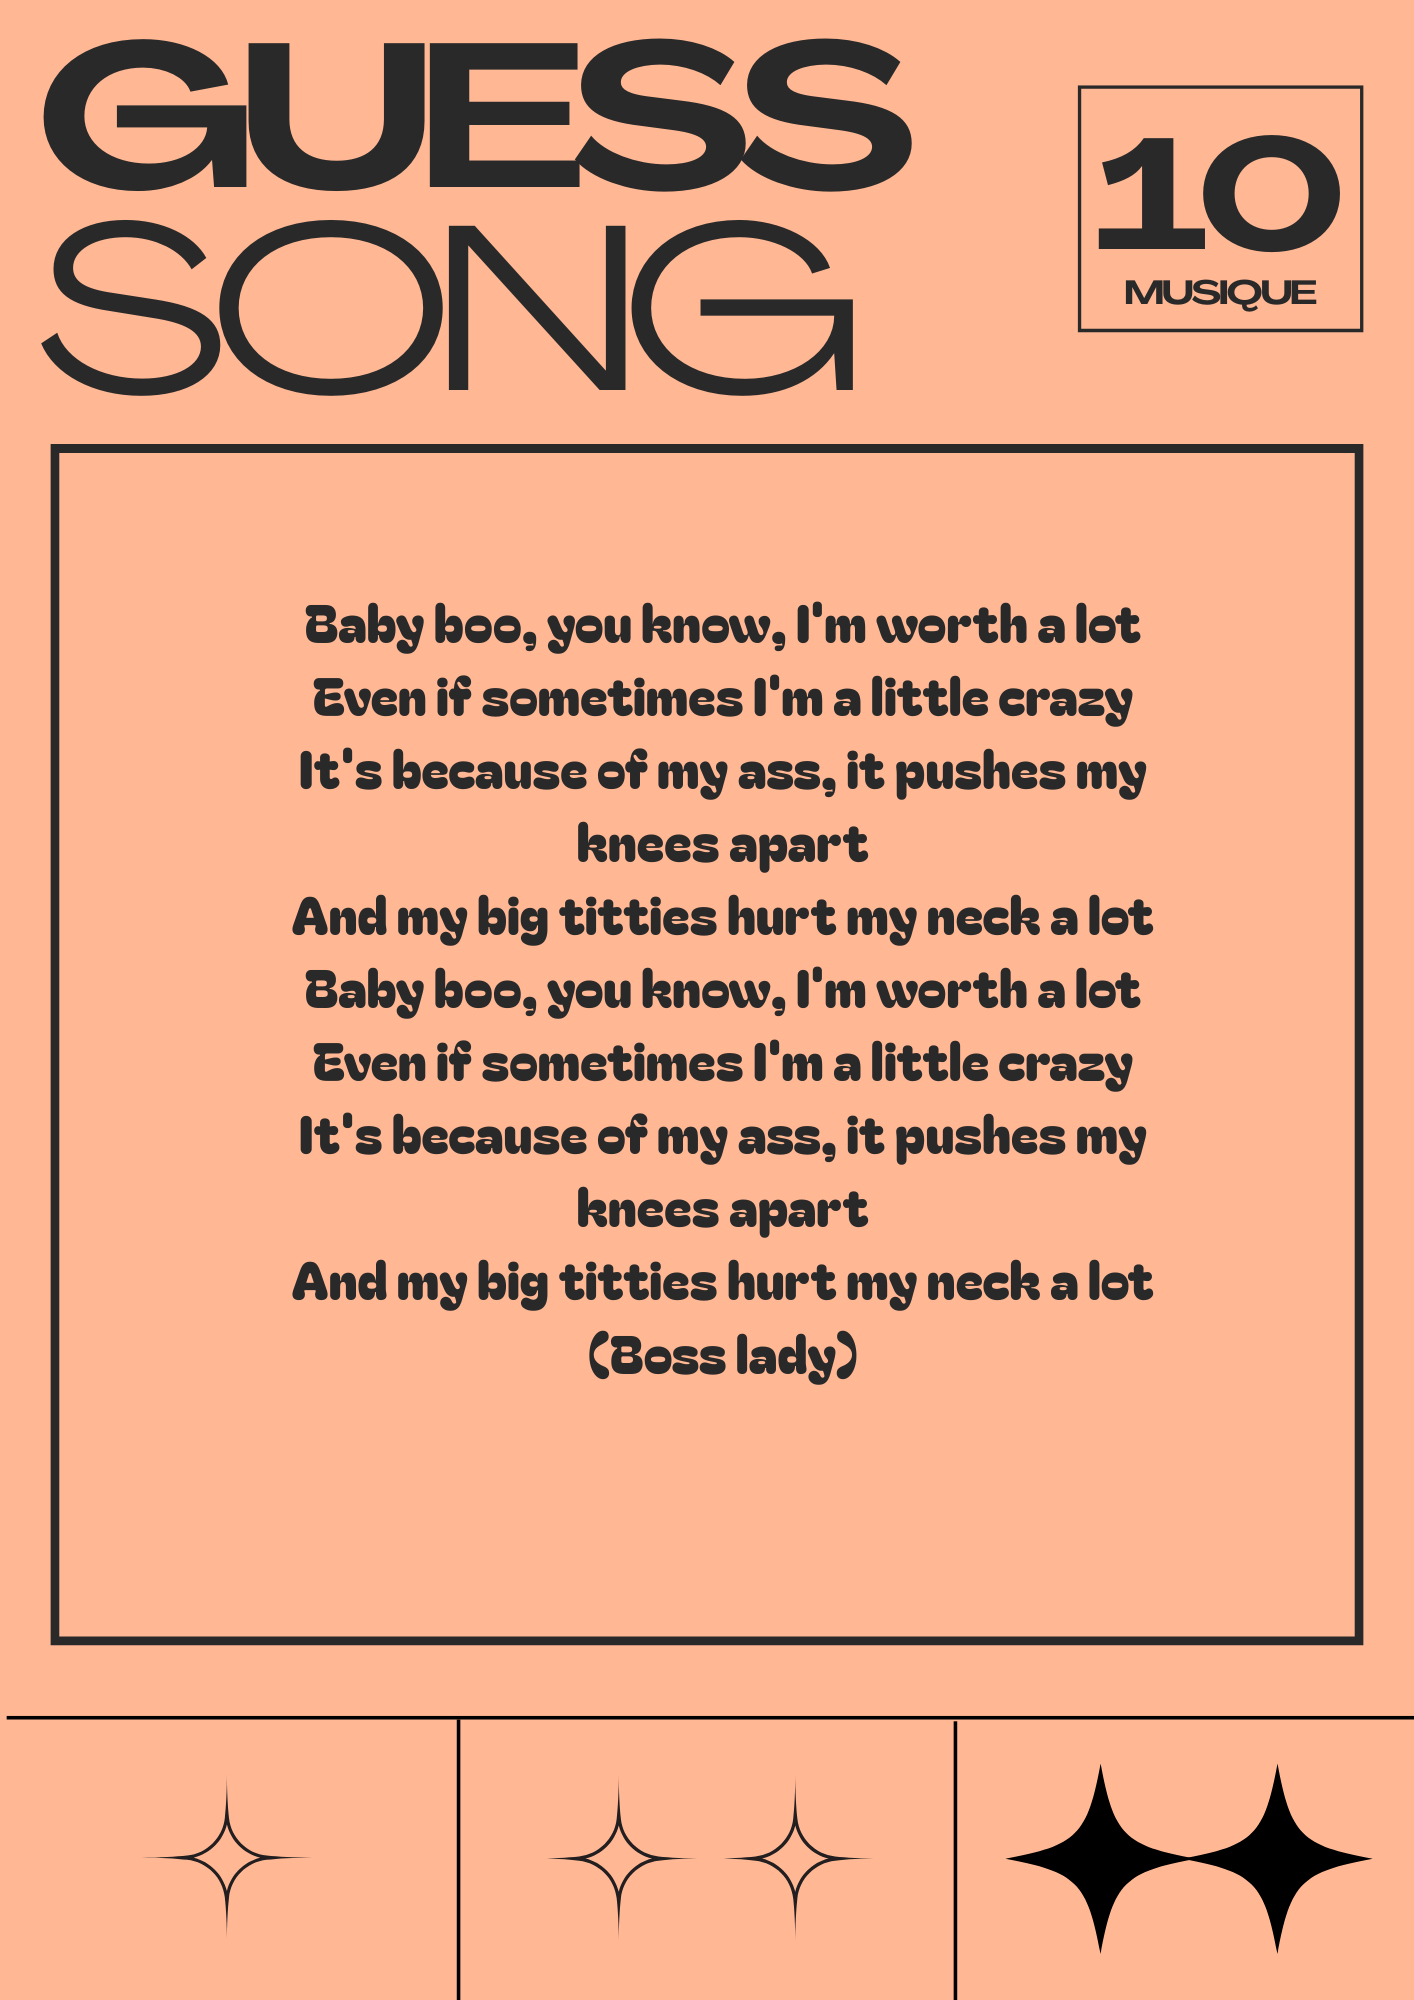 GUESS
SONG
10
MUSIQUE
Baby boo, you know, I'm worth a lot
Even if sometimes I'm a little crazy
It's because of my ass, it pushes my
knees apart
And my big titties hurt my neck a lot
Baby boo, you know, I'm worth a lot
Even if sometimes I'm a little crazy
It's because of my ass, it pushes my
knees apart
And my big titties hurt my neck a lot
(Boss lady)